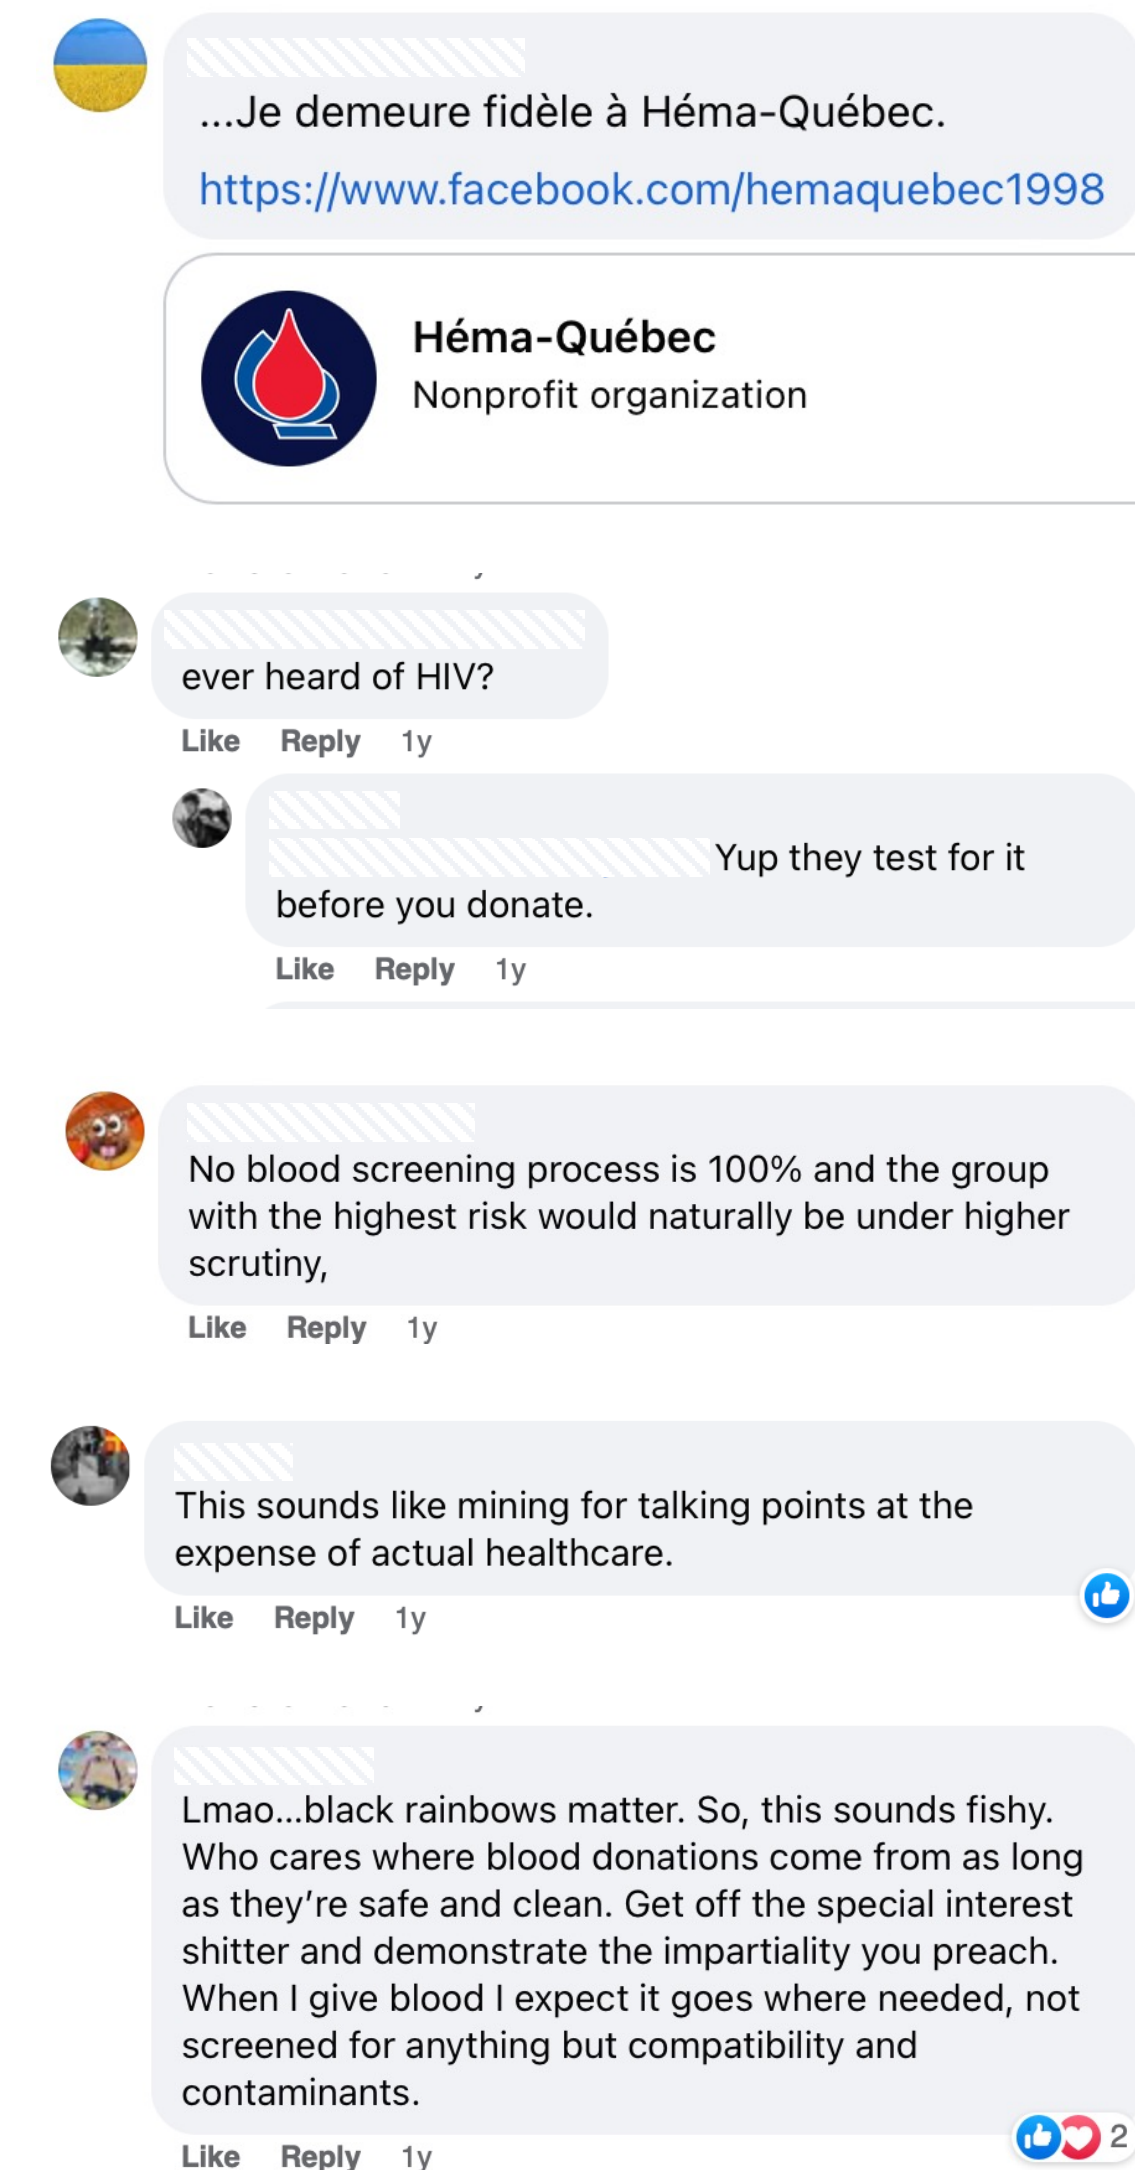 ...Je demeure fidèle à Héma-Québec.
https://www.facebook.com/hemaquebec1998
Héma-Québec
Nonprofit organization
ever heard of HIV?
Like Reply 1y
Yup they test for it
before you donate.
Like Reply 1y
No blood screening process is 100% and the group
with the highest risk would naturally be under higher
scrutiny,
Like Reply 1y
This sounds like mining for talking points at the
expense of actual healthcare.
Like Reply 1y
Lmao...black rainbows matter. So, this sounds fishy.
Who cares where blood donations come from as long
as they’re safe and clean. Get off the special interest
shitter and demonstrate the impartiality you preach.
When I give blood I expect it goes where needed, not
screened for anything but compatibility and
contaminants.
2
Like Reply 1y